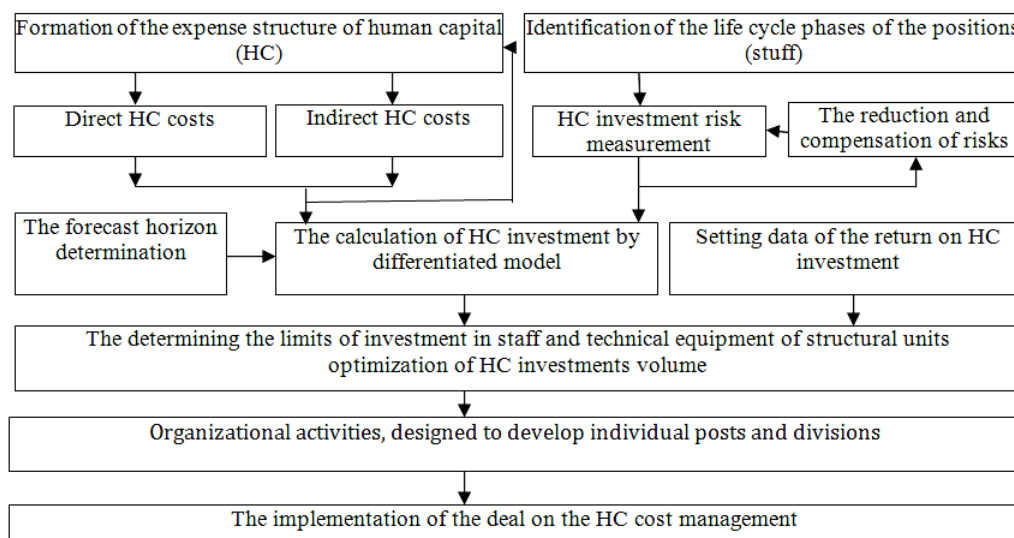 Formation of the expense structure of human capital
(HC)
Identification of the life cycle phases of the positions
(stuff)
Direct HC costs
Indirect HC costs
HC investment risk
measurement
The reduction and
compensation of risks
The forecast horizon
determination
The calculation of HC investment by
differentiated model
Setting data of the return on HC
investment
The determining the limits of investment in staff and technical equipment of structural units
optimization of HC investments volume
Organizational activities, designed to develop individual posts and divisions
The implementation of the deal on the HC cost management